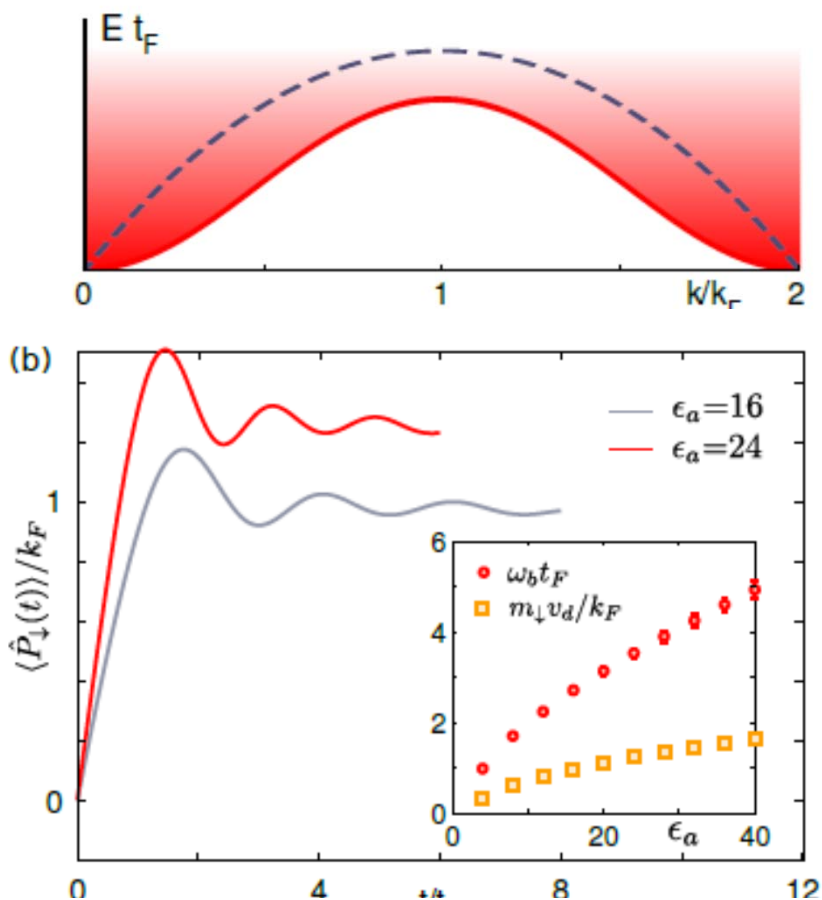 E t_F
0 1 k/k_F 2
(b)
ϵ_a=16
ϵ_a=24
1
⟨P̂_↓(t)⟩/k_F
6
ω_b t_F
m_↓v_d/k_F
4
2
0
0
0 20 ϵ_a 40
0 4 t/t 8 12